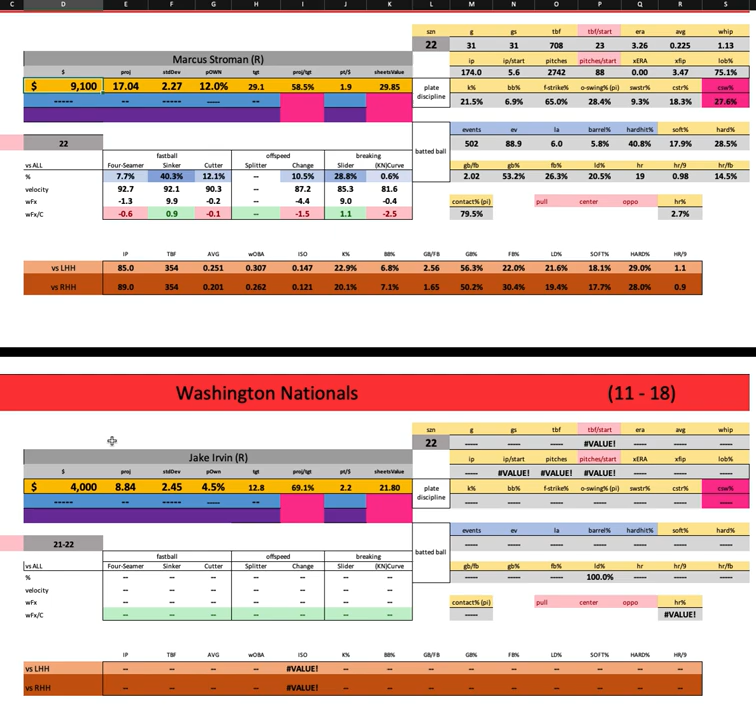 C D E F G H I J K L M N O P Q R S
szn g gs tbf tbf/start era avg whip
22 31 31 708 23 3.26 0.225 1.13
Marcus Stroman (R) ip ip/start pitches pitches/start xERA xfip lob%
174.0 5.6 2742 88 0.00 3.47 75.1%
$ proj stdDev pOWN tgt proj/tgt pt/$ sheetsValue
$ 9,100 17.04 2.27 12.0% 29.1 58.5% 1.9 29.85
plate discipline k% bb% f-strike% o-swing% (pi) swstr% cstr% csw%
----- -- ----- ---- -- 21.5% 6.9% 65.0% 28.4% 9.3% 18.3% 27.6%
batted ball events ev la barrel% hardhit% soft% hard%
22 502 88.9 6.0 5.8% 40.8% 17.9% 28.5%
fastball offspeed breaking
vs ALL Four-Seamer Sinker Cutter Splitter Change Slider (KN)Curve gb/fb gb% fb% ld% hr hr/9 hr/fb
% 7.7% 40.3% 12.1% -- 10.5% 28.8% 0.6% 2.02 53.2% 26.3% 20.5% 19 0.98 14.5%
velocity 92.7 92.1 90.3 -- 87.2 85.3 81.6
wFx -1.3 9.9 -0.2 -- -4.4 9.0 -0.4 contact% (pi) pull center oppo hr%
wFx/C -0.6 0.9 -0.1 -- -1.5 1.1 -2.5 79.5% 2.7%
IP TBF AVG wOBA ISO K% BB% GB/FB GB% FB% LD% SOFT% HARD% HR/9
vs LHH 85.0 354 0.251 0.307 0.147 22.9% 6.8% 2.56 56.3% 22.0% 21.6% 18.1% 29.0% 1.1
vs RHH 89.0 354 0.201 0.262 0.121 20.1% 7.1% 1.65 50.2% 30.4% 19.4% 17.7% 28.0% 0.9
Washington Nationals (11 - 18)
szn g gs tbf tbf/start era avg whip
22 ----- ----- ----- #VALUE! ----- ----- -----
Jake Irvin (R) ip ip/start pitches pitches/start xERA xfip lob%
----- #VALUE! #VALUE! #VALUE! ----- ----- -----
$ proj stdDev pOwn tgt proj/tgt pt/$ sheetsValue
$ 4,000 8.84 2.45 4.5% 12.8 69.1% 2.2 21.80
plate discipline k% bb% f-strike% o-swing% (pi) swstr% cstr% csw%
----- -- ----- ---- -- ----- ----- ----- ----- ----- ----- -----
batted ball events ev la barrel% hardhit% soft% hard%
21-22 ----- ----- ----- ----- ----- ----- -----
fastball offspeed breaking
vs ALL Four-Seamer Sinker Cutter Splitter Change Slider (KN)Curve gb/fb gb% fb% ld% hr hr/9 hr/fb
% -- -- -- -- -- -- -- ----- ----- ----- 100.0% ----- ----- -----
velocity -- -- -- -- -- -- --
wFx -- -- -- -- -- -- -- contact% (pi) pull center oppo hr%
wFx/C -- -- -- -- -- -- -- ----- #VALUE!
IP TBF AVG wOBA ISO K% BB% GB/FB GB% FB% LD% SOFT% HARD% HR/9
vs LHH -- -- -- -- #VALUE! -- -- -- -- -- -- -- -- --
vs RHH -- -- -- -- #VALUE! -- -- -- -- -- -- -- -- --